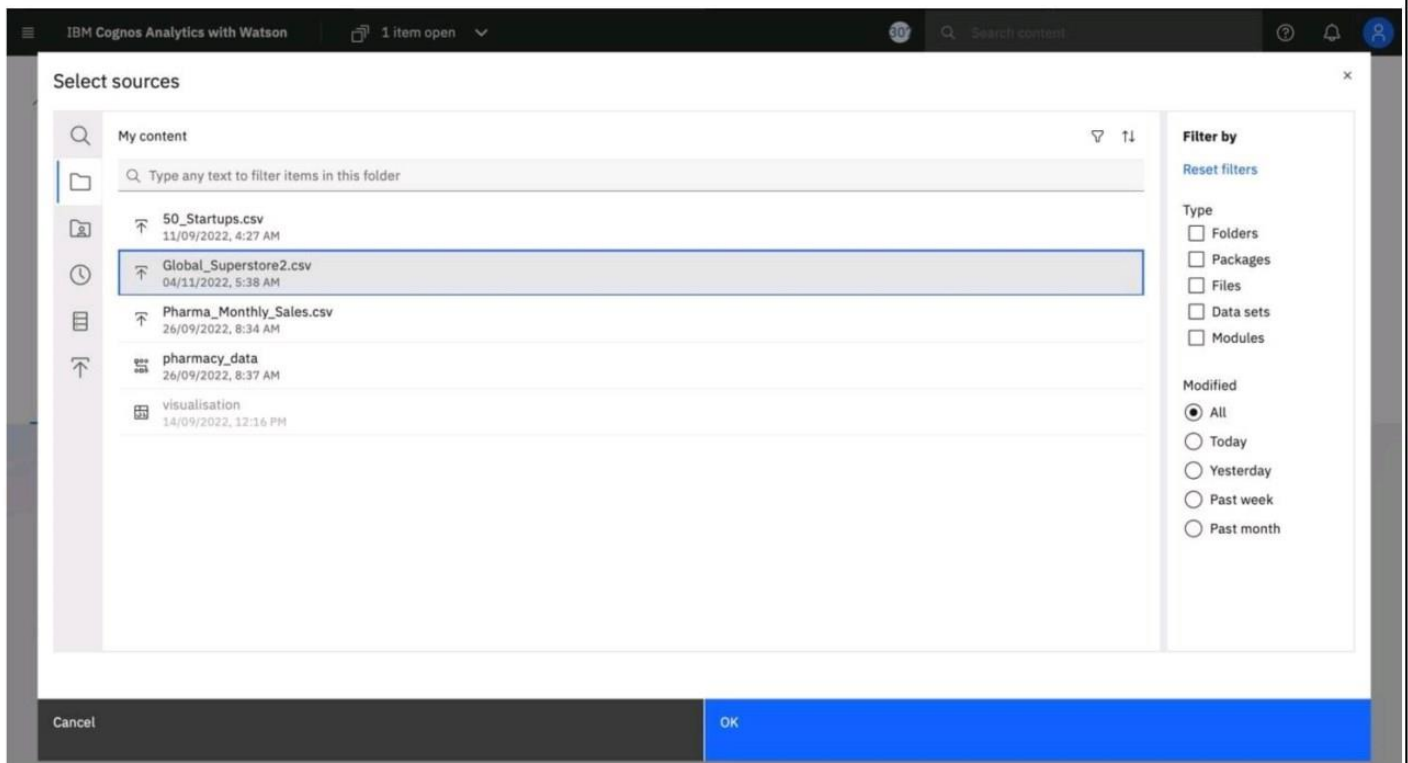 IBM Cognos Analytics with Watson
1 item open
30
Search content
Select sources
My content
Type any text to filter items in this folder
50_Startups.csv
11/09/2022, 4:27 AM
Global_Superstore2.csv
04/11/2022, 5:38 AM
Pharma_Monthly_Sales.csv
26/09/2022, 8:34 AM
pharmacy_data
26/09/2022, 8:37 AM
visualisation
14/09/2022, 12:16 PM
Filter by
Reset filters
Type
Folders
Packages
Files
Data sets
Modules
Modified
All
Today
Yesterday
Past week
Past month
Cancel
OK